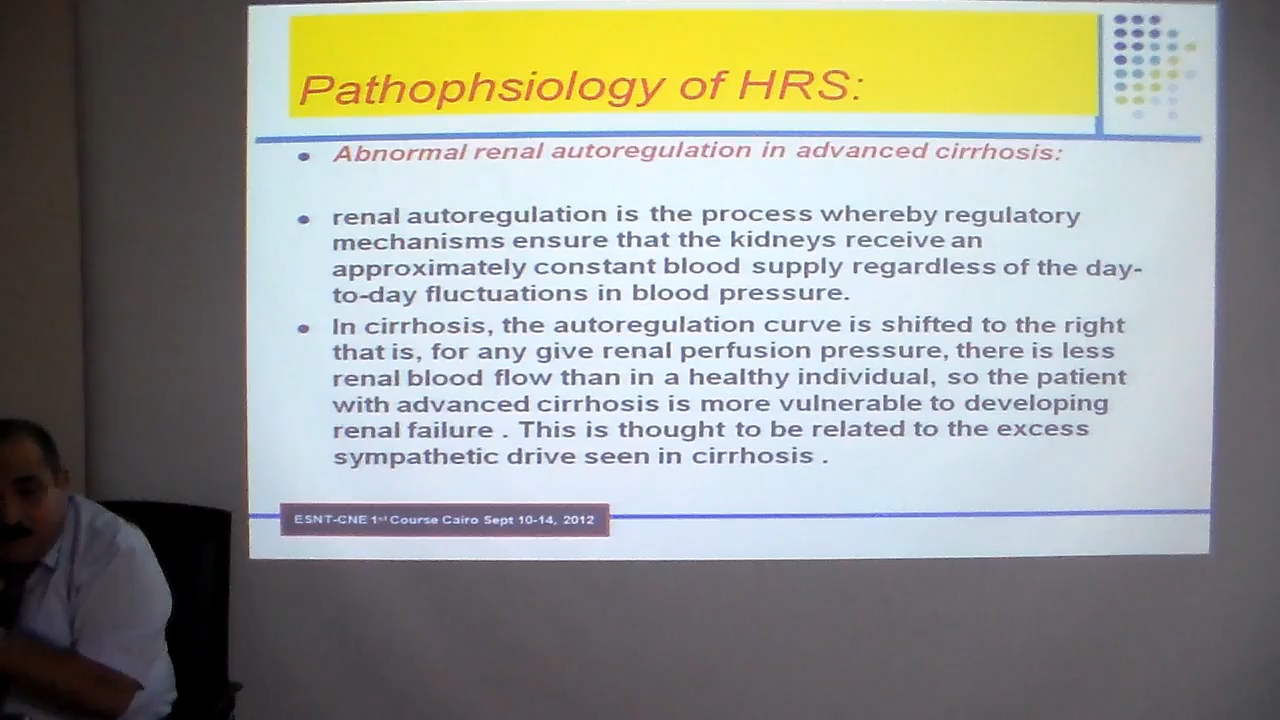 Pathophsiology of HRS:
Abnormal renal autoregulation in advanced cirrhosis:
renal autoregulation is the process whereby regulatory
mechanisms ensure that the kidneys receive an
approximately constant blood supply regardless of the day-
to-day fluctuations in blood pressure.
In cirrhosis, the autoregulation curve is shifted to the right
that is, for any give renal perfusion pressure, there is less
renal blood flow than in a healthy individual, so the patient
with advanced cirrhosis is more vulnerable to developing
renal failure . This is thought to be related to the excess
sympathetic drive seen in cirrhosis .
ESNT-CNE 1st Course Cairo Sept 10-14, 2012